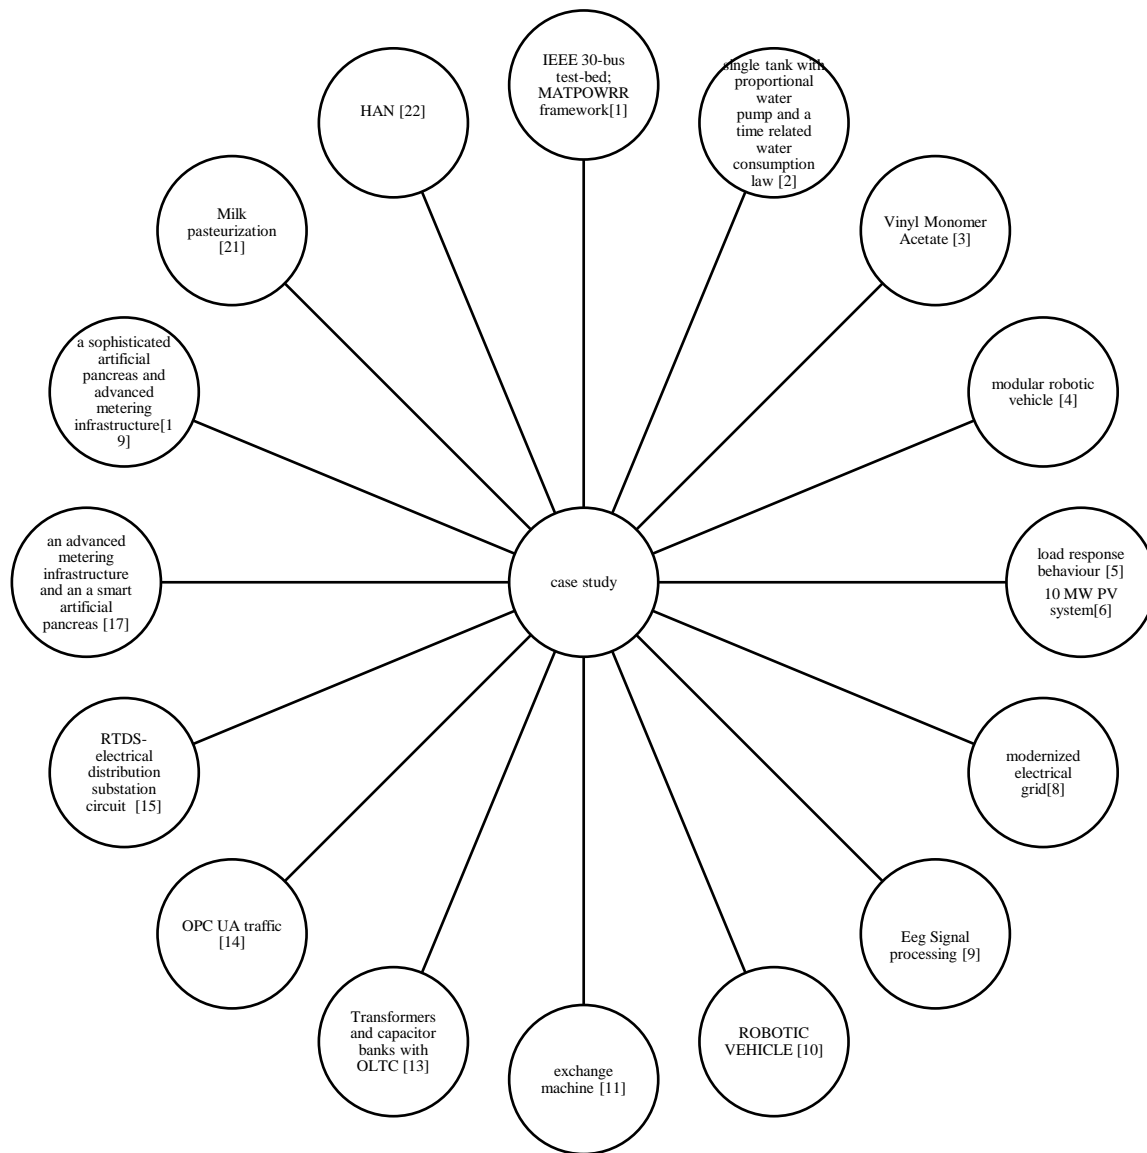 IEEE 30-bus
test-bed;
MATPOWRR
framework[1]
single tank with
proportional
water
pump and a
time related
water
consumption
law [2]
Vinyl Monomer
Acetate [3]
modular robotic
vehicle [4]
load response
behaviour [5]
10 MW PV
system[6]
modernized
electrical
grid[8]
Eeg Signal
processing [9]
ROBOTIC
VEHICLE [10]
exchange
machine [11]
Transformers
and capacitor
banks with
OLTC [13]
OPC UA traffic
[14]
RTDS-
electrical
distribution
substation
circuit [15]
an advanced
metering
infrastructure
and an a smart
artificial
pancreas [17]
a sophisticated
artificial
pancreas and
advanced
metering
infrastructure[1
9]
Milk
pasteurization
[21]
HAN [22]
case study